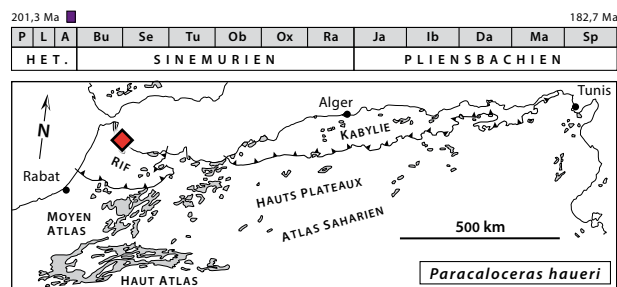 201,3 Ma 182,7 Ma
P L A Bu Se Tu Ob Ox Ra Ja Ib Da Ma Sp
HET. SINEMURIEN PLIENSBACHIEN
Tunis
Alger
KABYLIE
N
RIF
Rabat
HAUTS PLATEAUX
MOYEN
ATLAS
ATLAS SAHARIEN
500 km
HAUT ATLAS
Paracaloceras haueri